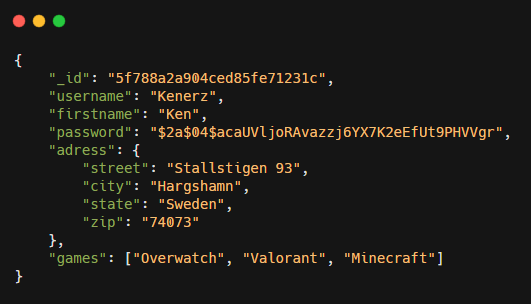 {
    "_id": "5f788a2a904ced85fe71231c",
    "username": "Kenerz",
    "firstname": "Ken",
    "password": "$2a$04$acaUVljoRAvazzj6YX7K2eEfUt9PHVVgr",
    "adress": {
        "street": "Stallstigen 93",
        "city": "Hargshamn",
        "state": "Sweden",
        "zip": "74073"
    },
    "games": ["Overwatch", "Valorant", "Minecraft"]
}